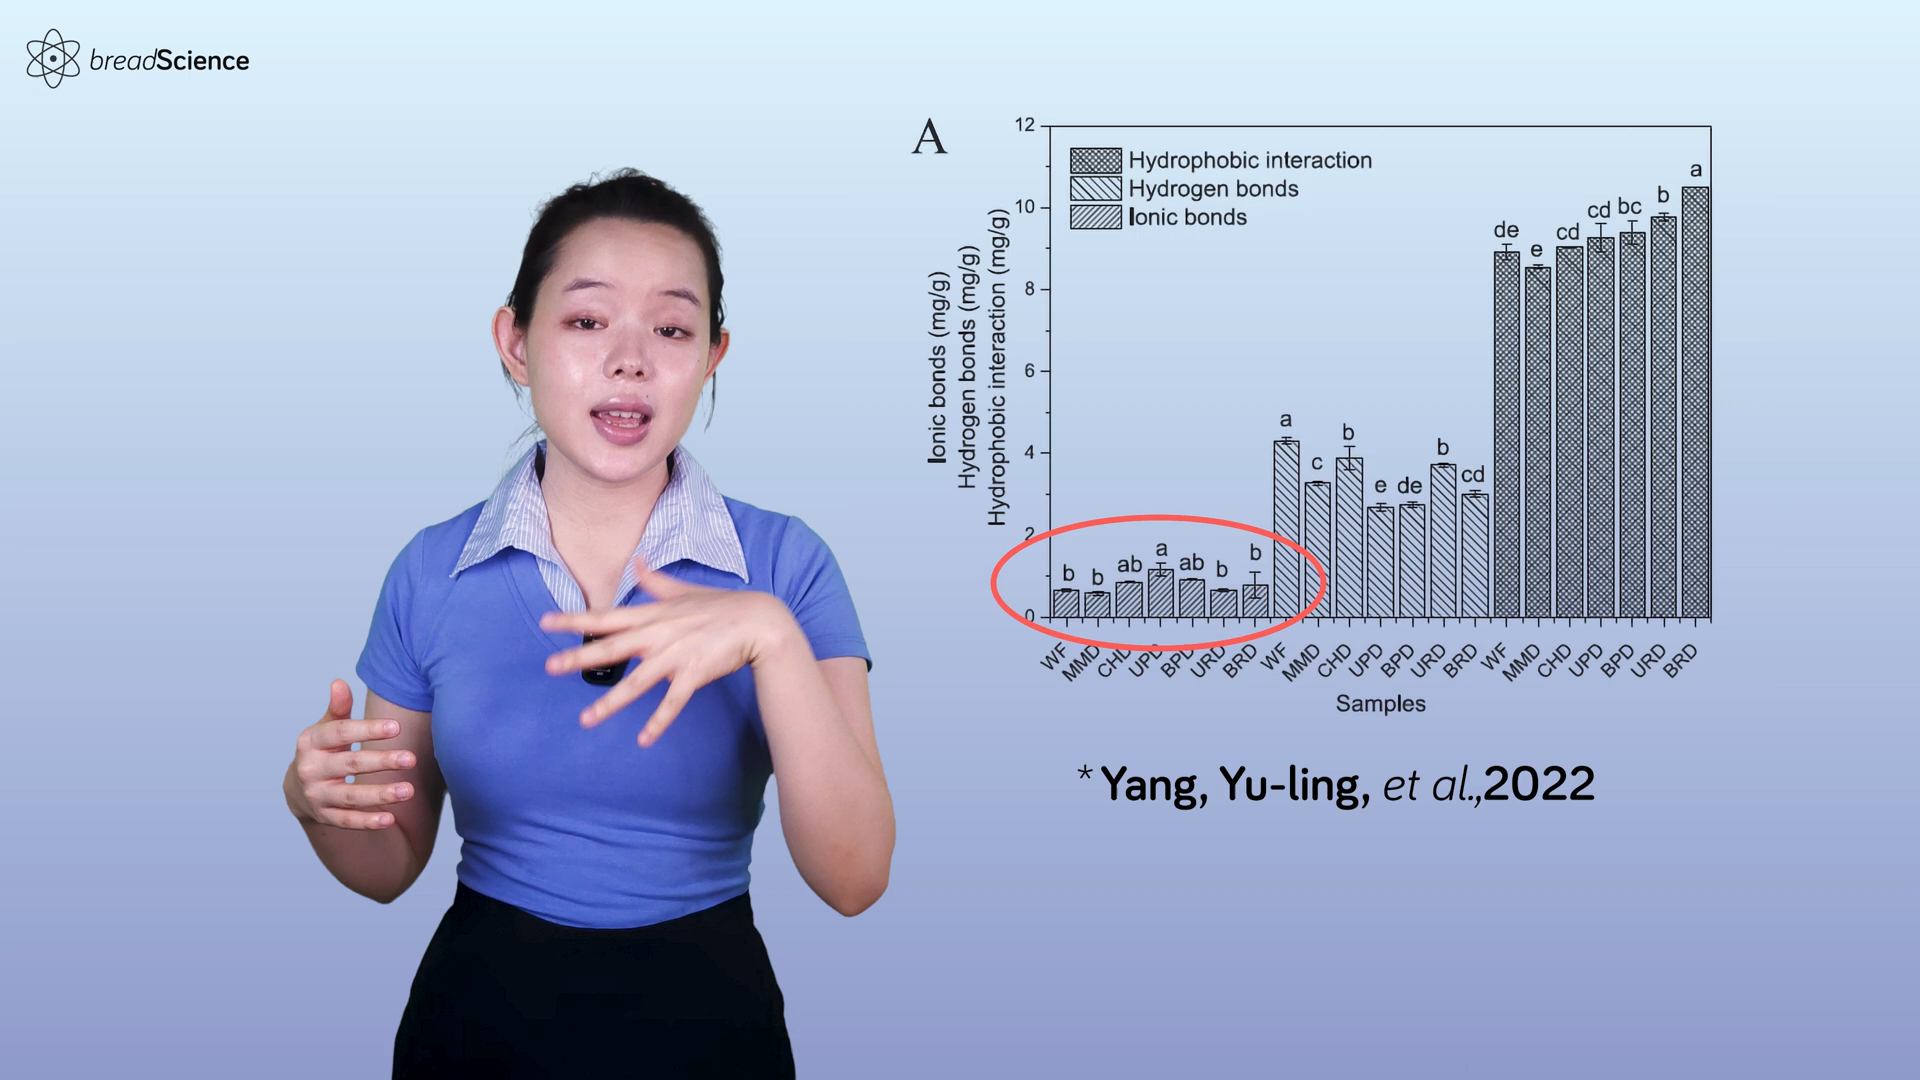 breadScience
A
12
10
8
6
4
2
0
Ionic bonds (mg/g)
Hydrogen bonds (mg/g)
Hydrophobic interaction (mg/g)
Hydrophobic interaction
Hydrogen bonds
Ionic bonds
b b ab a ab b b a c b e de b cd de e cd cd bc b a
WF MMD CHD UPD BPD URD BRD WF MMD CHD UPD BPD URD BRD WF MMD CHD UPD BPD URD BRD
Samples
* Yang, Yu-ling, et al.,2022